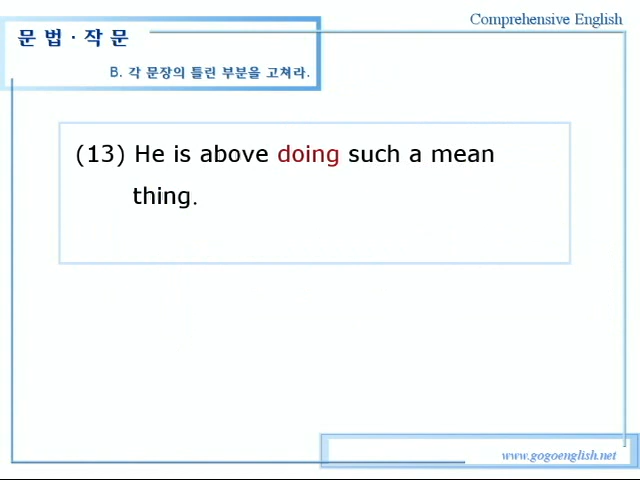 Comprehensive English
문 법 · 작 문
B. 각 문장의 틀린 부분을 고쳐라.
(13) He is above doing such a mean
thing.
www.gogoenglish.net